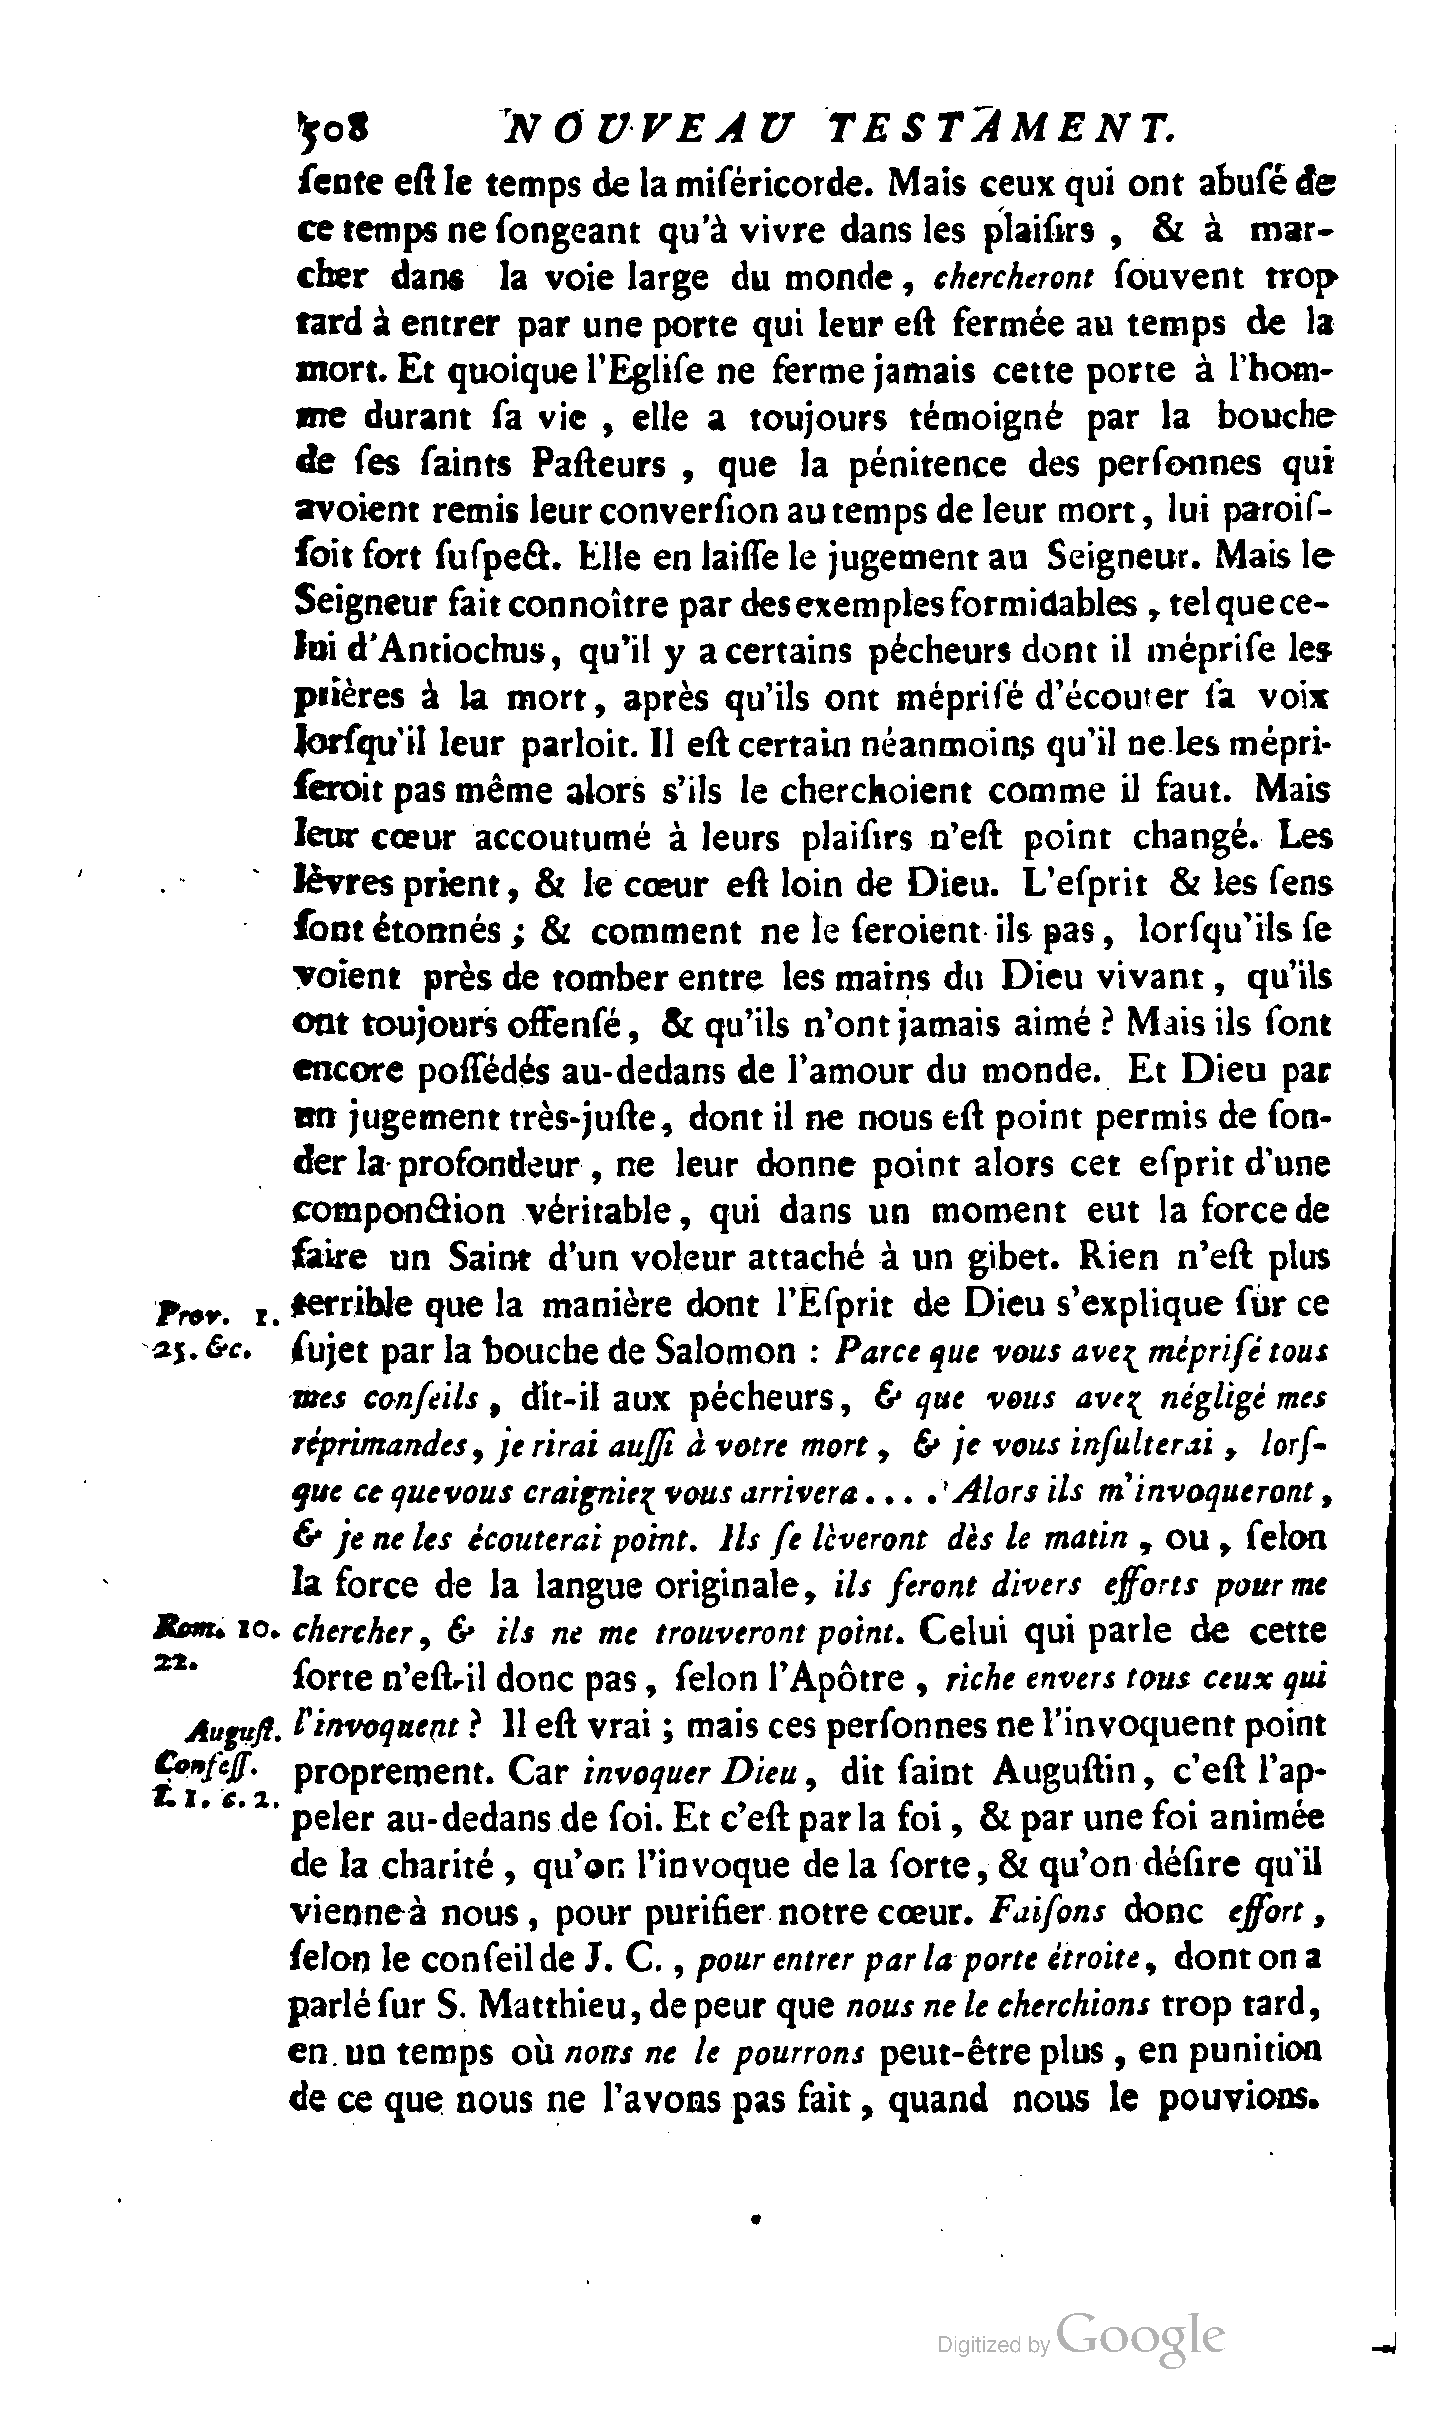 508 NOUVEAU TESTAMENT.
ſente eſt le temps de la miſéricorde. Mais ceux qui ont abuſé de
ce temps ne ſongeant qu'à vivre dans les plaiſirs , & à mar-
cher dans la voie large du monde , chercheront ſouvent trop
tard à entrer par une porte qui leur eſt fermée au temps de la
mort. Et quoique l'Egliſe ne ferme jamais cette porte à l'hom-
me durant ſa vie , elle a toujours témoigné par la bouche
de ſes ſaints Paſteurs , que la pénitence des perſonnes qui
avoient remis leur converſion au temps de leur mort, lui paroiſ-
ſoit fort ſuſpect. Elle en laiſſe le jugement au Seigneur. Mais le
Seigneur fait connoître par des exemples formidables , tel que ce-
lui d'Antiochus, qu'il y a certains pécheurs dont il mépriſe les
prières à la mort, après qu'ils ont mépriſé d'écouter ſa voix
lorſqu'il leur parloit. Il eſt certain néanmoins qu'il ne les mépri-
ſeroit pas même alors s'ils le cherchoient comme il faut. Mais
leur cœur accoutumé à leurs plaiſirs n'eſt point changé. Les
lèvres prient, & le cœur eſt loin de Dieu. L'eſprit & les ſens
ſont étonnés ; & comment ne le ſeroient-ils pas, lorſqu'ils ſe
voient près de tomber entre les mains du Dieu vivant , qu'ils
ont toujours offenſé, & qu'ils n'ont jamais aimé ? Mais ils ſont
encore poſſédés au-dedans de l'amour du monde. Et Dieu par
un jugement très-juſte, dont il ne nous eſt point permis de ſon-
der la profondeur , ne leur donne point alors cet eſprit d'une
componction véritable, qui dans un moment eut la force de
faire un Saint d'un voleur attaché à un gibet. Rien n'eſt plus
Prov. 1. terrible que la manière dont l'Eſprit de Dieu s'explique ſur ce
25. &c. ſujet par la bouche de Salomon : Parce que vous avez mépriſé tous
mes conſeils , dit-il aux pécheurs, & que vous avez négligé mes
réprimandes, je rirai auſſi à votre mort , & je vous inſulterai , lorſ-
que ce que vous craigniez vous arrivera . . . . Alors ils m'invoqueront ,
& je ne les écouterai point. Ils ſe lèveront dès le matin , ou , ſelon
la force de la langue originale, ils feront divers efforts pour me
Rom. 10. chercher, & ils ne me trouveront point. Celui qui parle de cette
22. ſorte n'eſt-il donc pas , ſelon l'Apôtre , riche envers tous ceux qui
Auguſt. l'invoquent ? Il eſt vrai ; mais ces perſonnes ne l'invoquent point
Confeſſ. proprement. Car invoquer Dieu, dit ſaint Auguſtin, c'eſt l'ap-
L. 1. c. 2. peler au-dedans de ſoi. Et c'eſt par la foi , & par une foi animée
de la charité , qu'on l'invoque de la ſorte, & qu'on déſire qu'il
vienne à nous, pour purifier notre cœur. Faiſons donc effort ,
ſelon le conſeil de J. C. , pour entrer par la porte étroite, dont on a
parlé ſur S. Matthieu, de peur que nous ne le cherchions trop tard,
en un temps où nous ne le pourrons peut-être plus , en punition
de ce que nous ne l'avons pas fait , quand nous le pouvions.
Digitized by Google